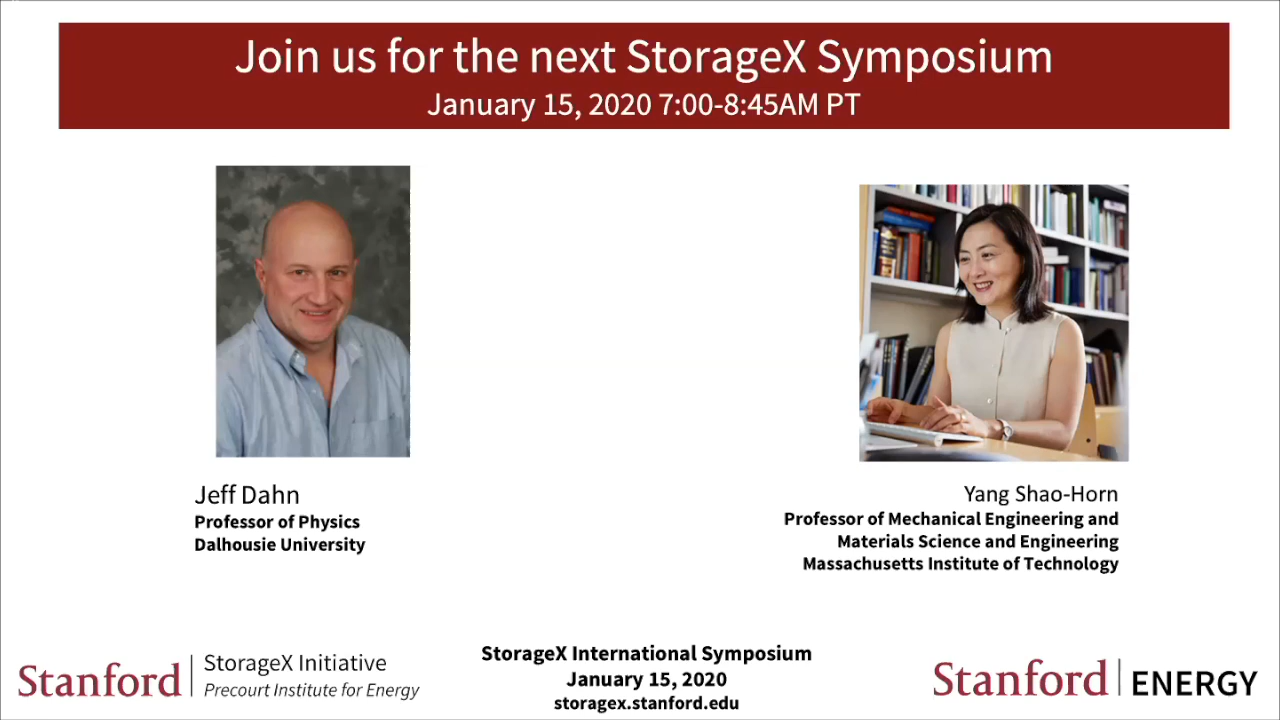 Join us for the next StorageX Symposium
January 15, 2020 7:00-8:45AM PT
Jeff Dahn
Professor of Physics
Dalhousie University
Yang Shao-Horn
Professor of Mechanical Engineering and
Materials Science and Engineering
Massachusetts Institute of Technology
Stanford
StorageX Initiative
Precourt Institute for Energy
StorageX International Symposium
January 15, 2020
storagex.stanford.edu
Stanford ENERGY